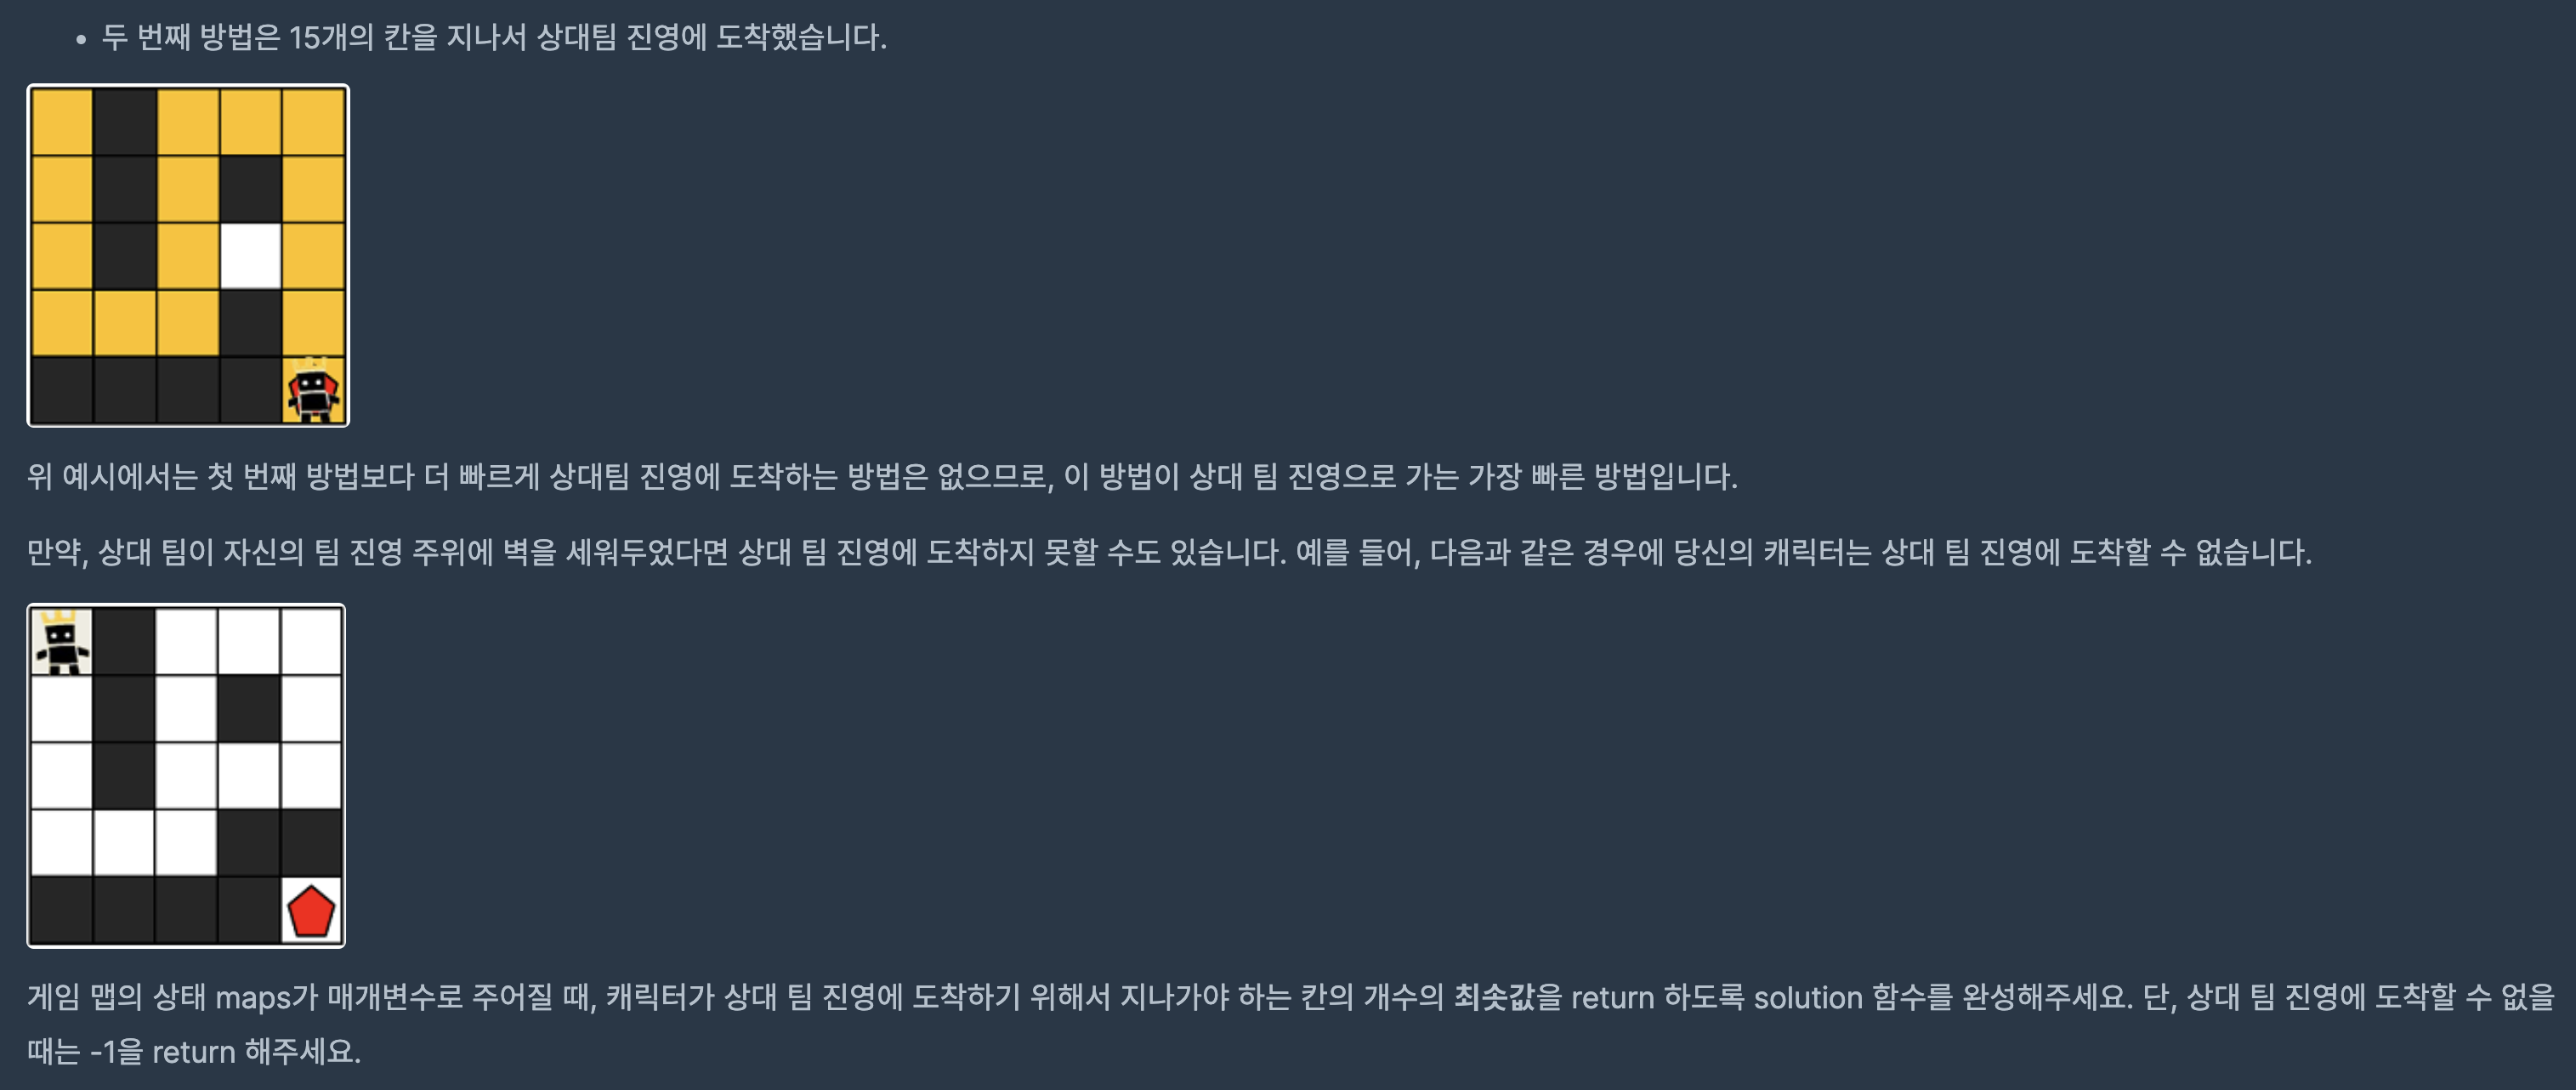 • 두 번째 방법은 15개의 칸을 지나서 상대팀 진영에 도착했습니다.
위 예시에서는 첫 번째 방법보다 더 빠르게 상대팀 진영에 도착하는 방법은 없으므로, 이 방법이 상대 팀 진영으로 가는 가장 빠른 방법입니다.
만약, 상대 팀이 자신의 팀 진영 주위에 벽을 세워두었다면 상대 팀 진영에 도착하지 못할 수도 있습니다. 예를 들어, 다음과 같은 경우에 당신의 캐릭터는 상대 팀 진영에 도착할 수 없습니다.
게임 맵의 상태 maps가 매개변수로 주어질 때, 캐릭터가 상대 팀 진영에 도착하기 위해서 지나가야 하는 칸의 개수의 최솟값을 return 하도록 solution 함수를 완성해주세요. 단, 상대 팀 진영에 도착할 수 없을
때는 -1을 return 해주세요.